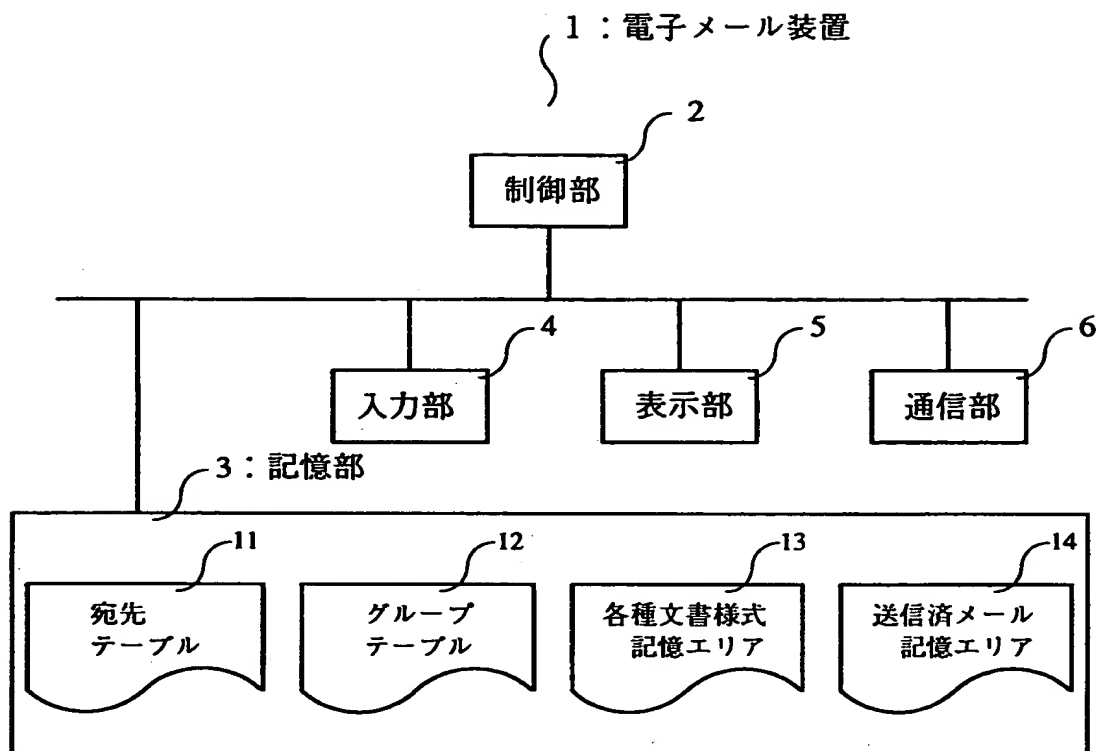 1：電子メール装置
2
制御部
4
5
6
入力部
表示部
通信部
3：記憶部
11
12
13
14
宛先
テーブル
グループ
テーブル
各種文書様式
記憶エリア
送信済メール
記憶エリア